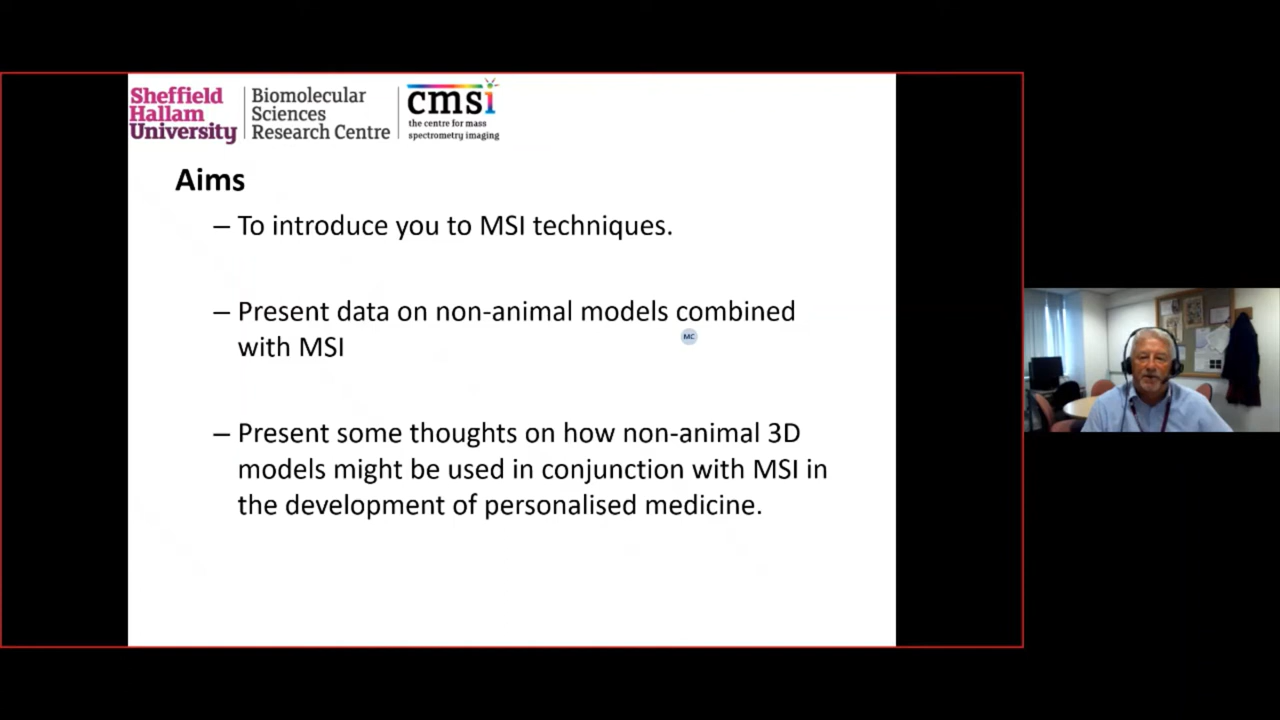 Sheffield
Hallam
University
Biomolecular
Sciences
Research Centre
cmsi
the centre for mass
spectrometry imaging
Aims
– To introduce you to MSI techniques.
– Present data on non-animal models combined
with MSI
MC
– Present some thoughts on how non-animal 3D
models might be used in conjunction with MSI in
the development of personalised medicine.